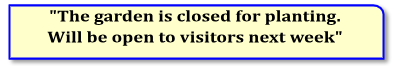 "The garden is closed for planting.
Will be open to visitors next week"